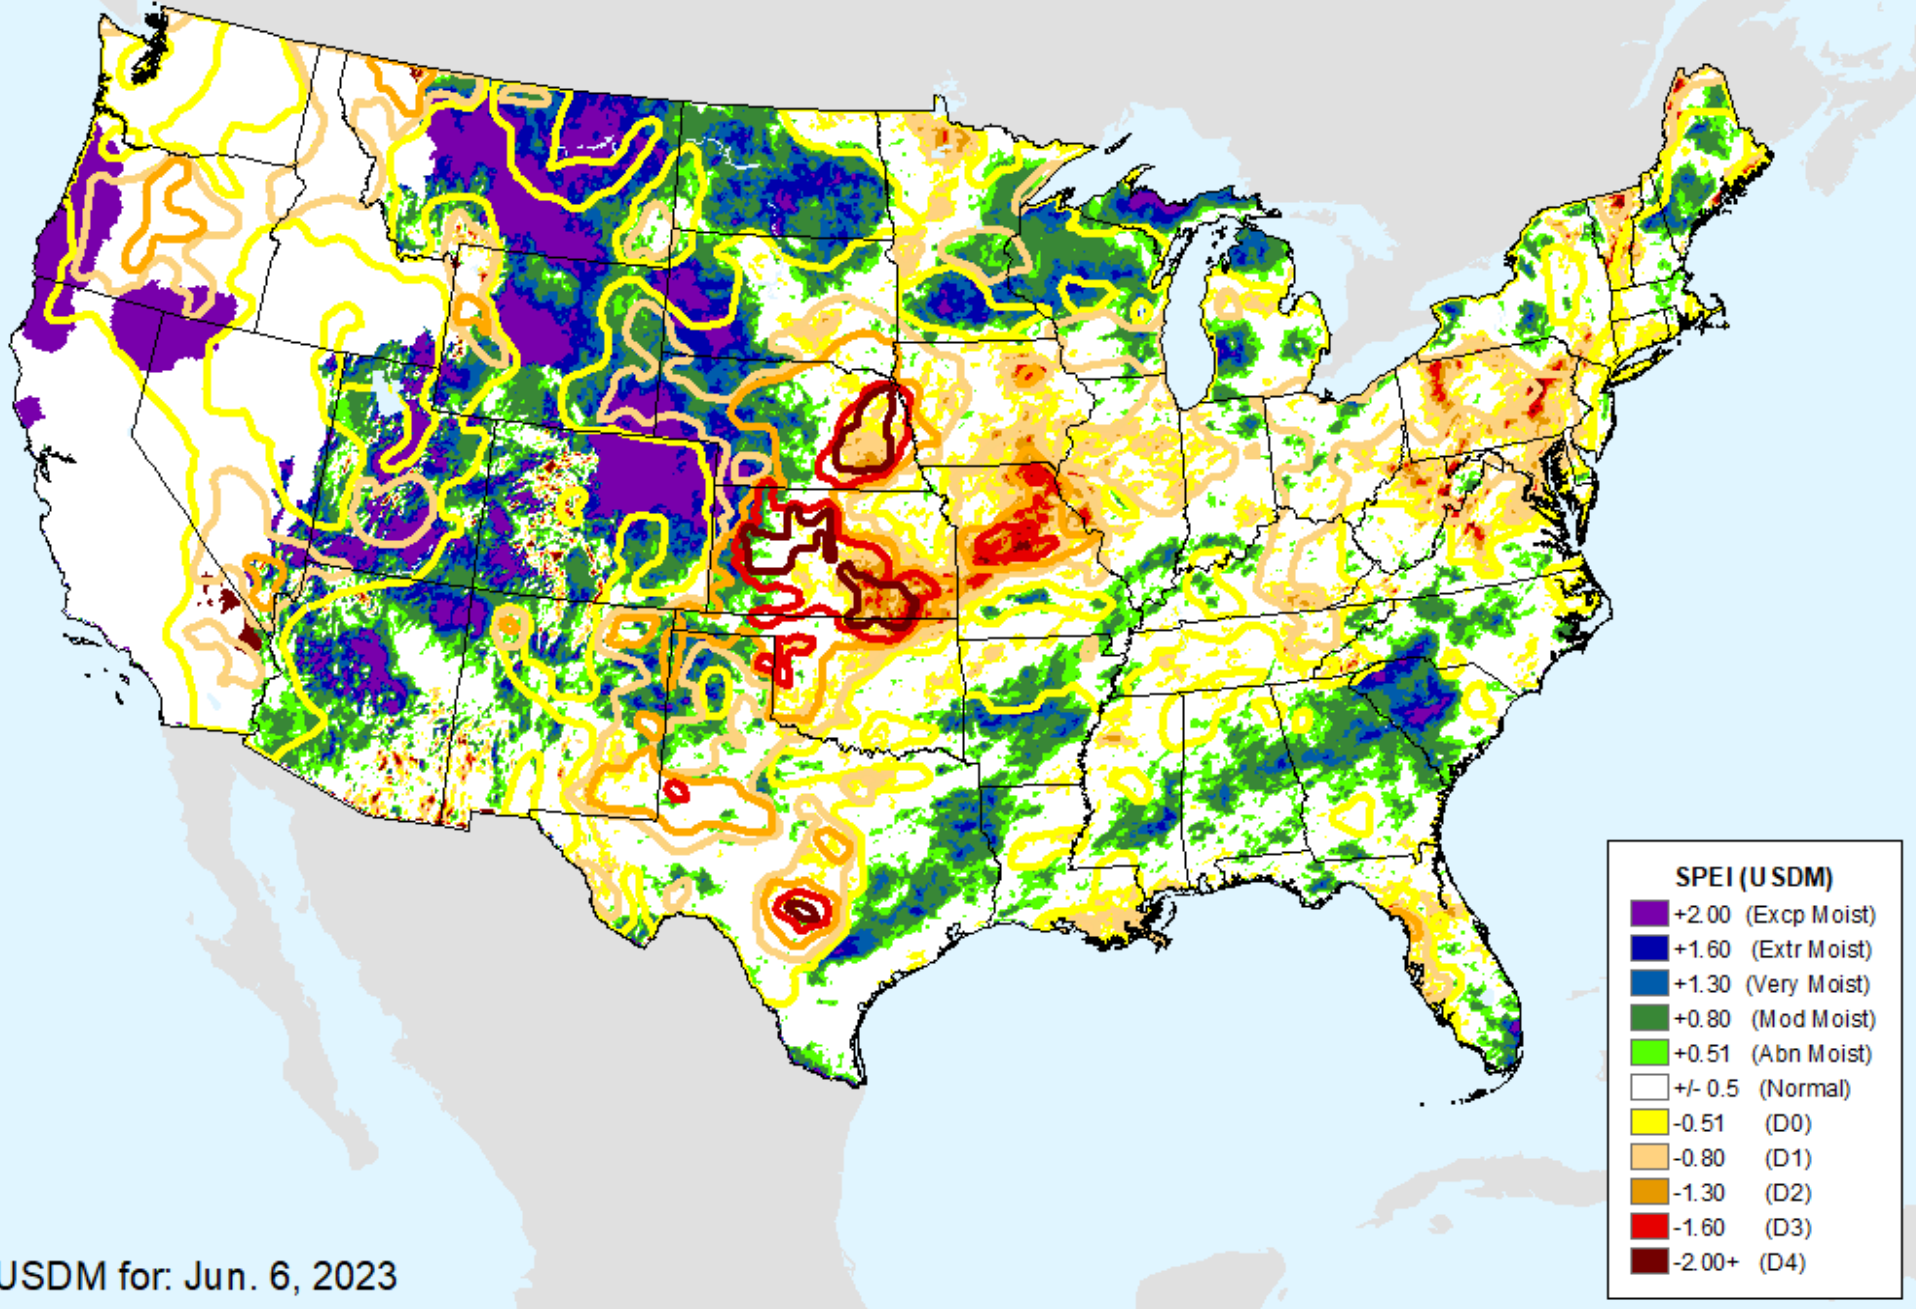 SPEI (USDM)
+2.00 (Excp Moist)
+1.60 (Extr Moist)
+1.30 (Very Moist)
+0.80 (Mod Moist)
+0.51 (Abn Moist)
+/- 0.5 (Normal)
-0.51 (D0)
-0.80 (D1)
-1.30 (D2)
-1.60 (D3)
-2.00+ (D4)
USDM for: Jun. 6, 2023